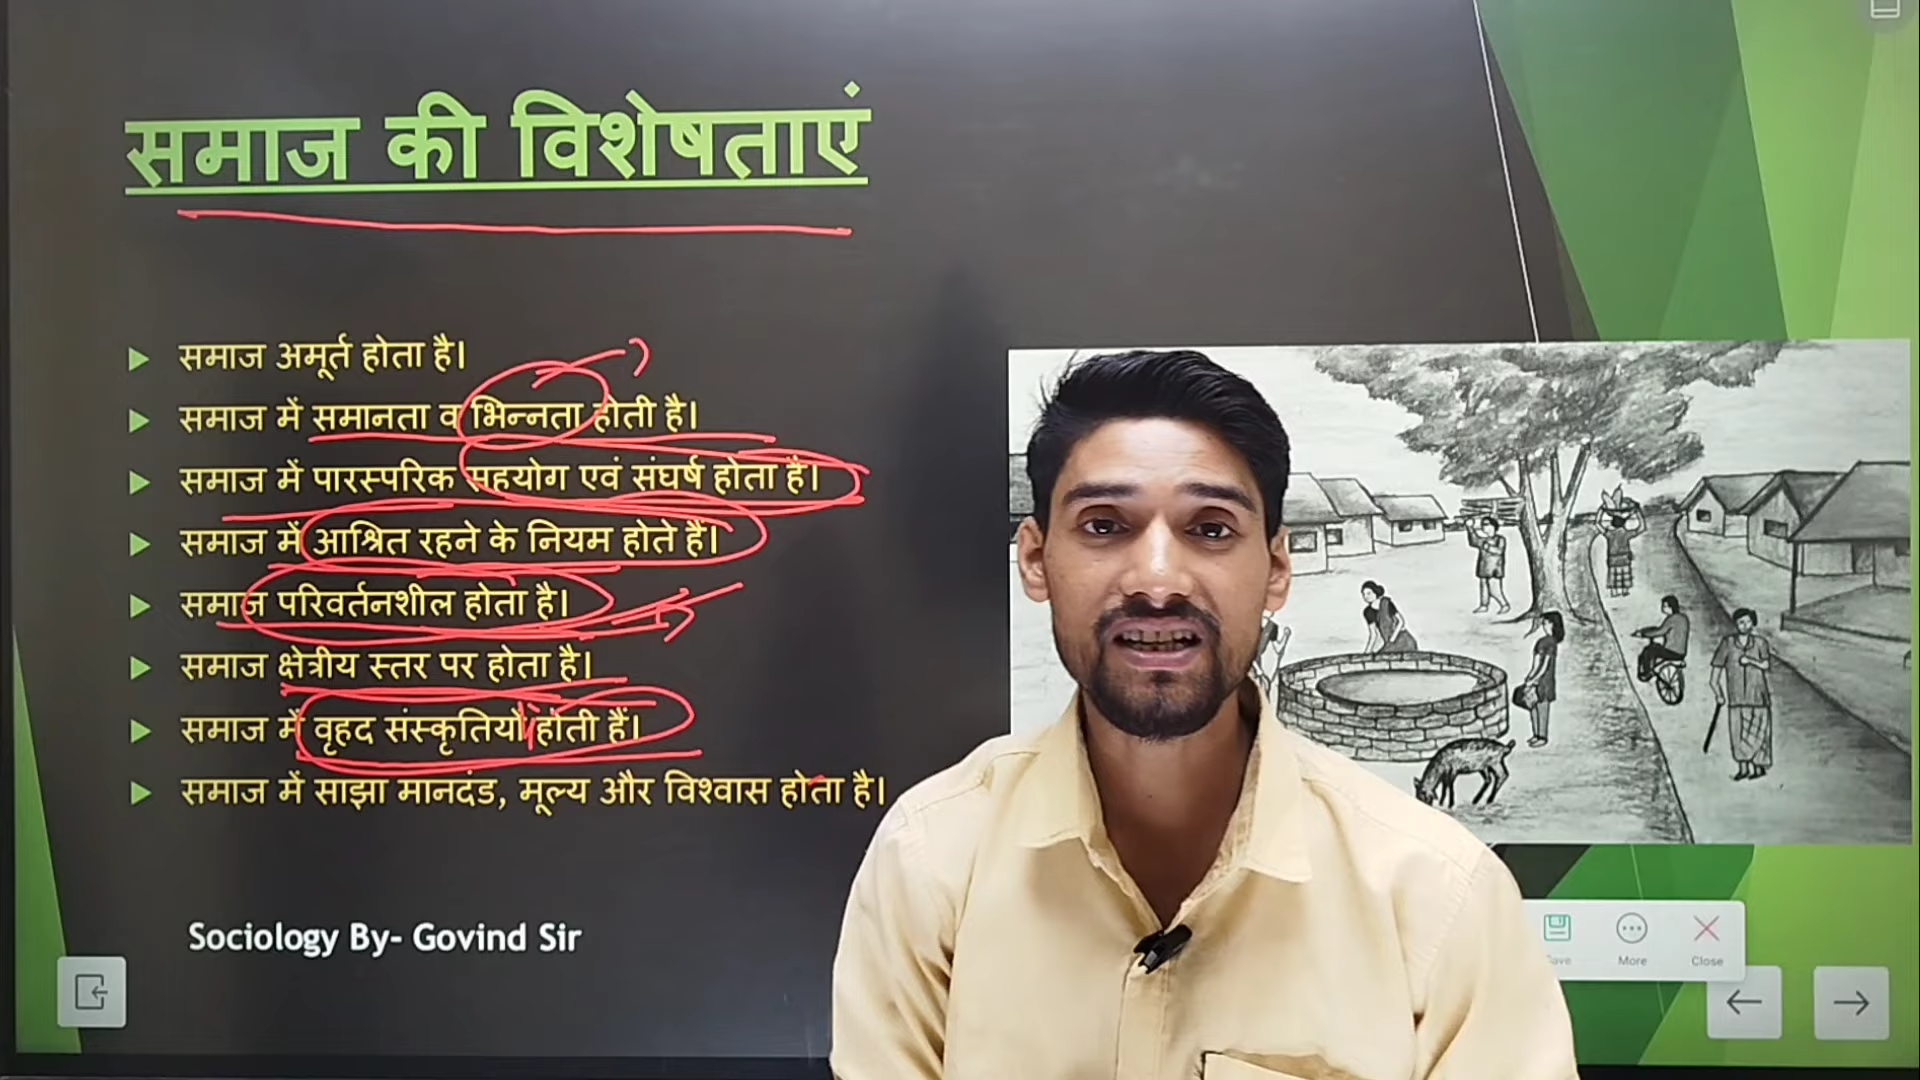 समाज की विशेषताएं
समाज अमूर्त होता है।
समाज में समानता व भिन्नता होती है।
समाज में पारस्परिक सहयोग एवं संघर्ष होता है।
समाज में आश्रित रहने के नियम होते हैं।
समाज परिवर्तनशील होता है।
समाज क्षेत्रीय स्तर पर होता है।
समाज में वृहद संस्कृतियों होती हैं।
समाज में साझा मानदंड, मूल्य और विश्वास होता है।
Sociology By- Govind Sir
More Close